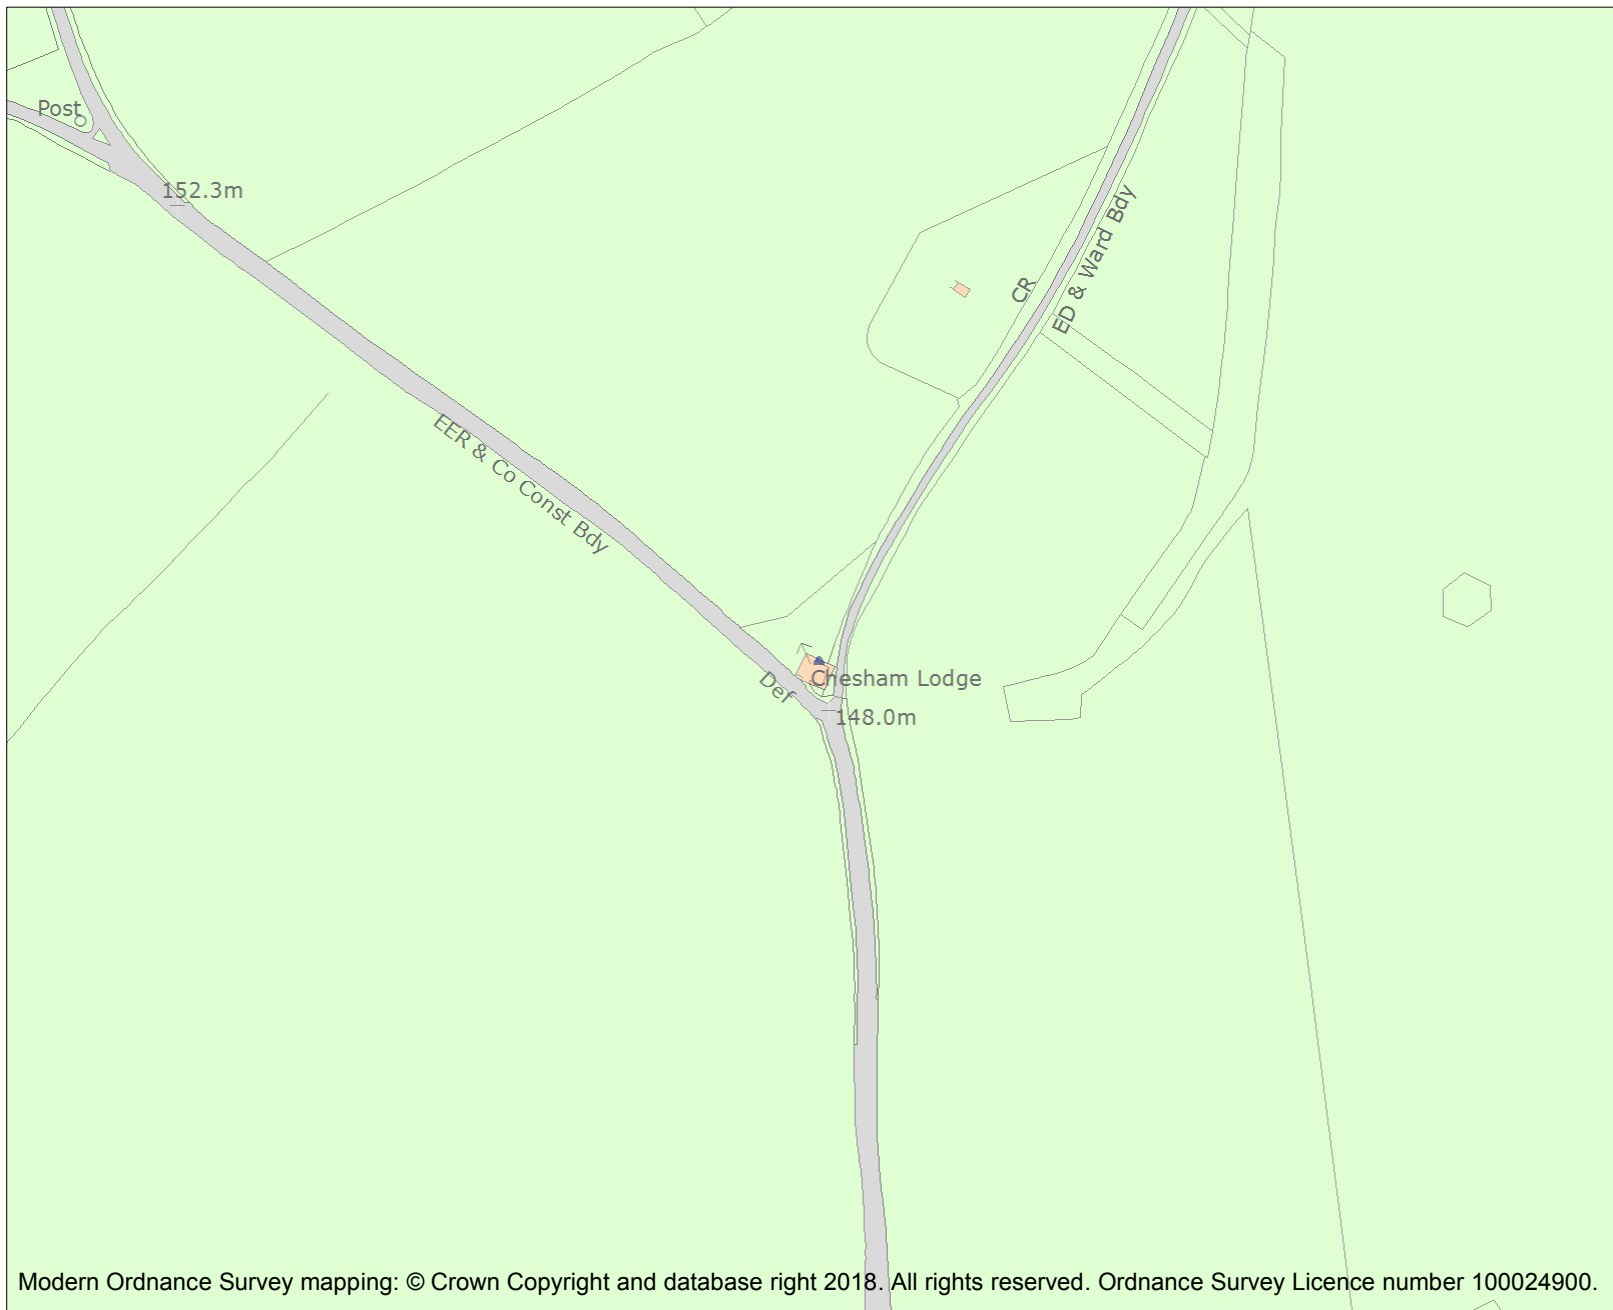 Post
152.3m
CR
ED & Ward Bdy
EER & Co Const Bdy
Def
Chesham Lodge
148.0m
Modern Ordnance Survey mapping: © Crown Copyright and database right 2018. All rights reserved. Ordnance Survey Licence number 100024900.